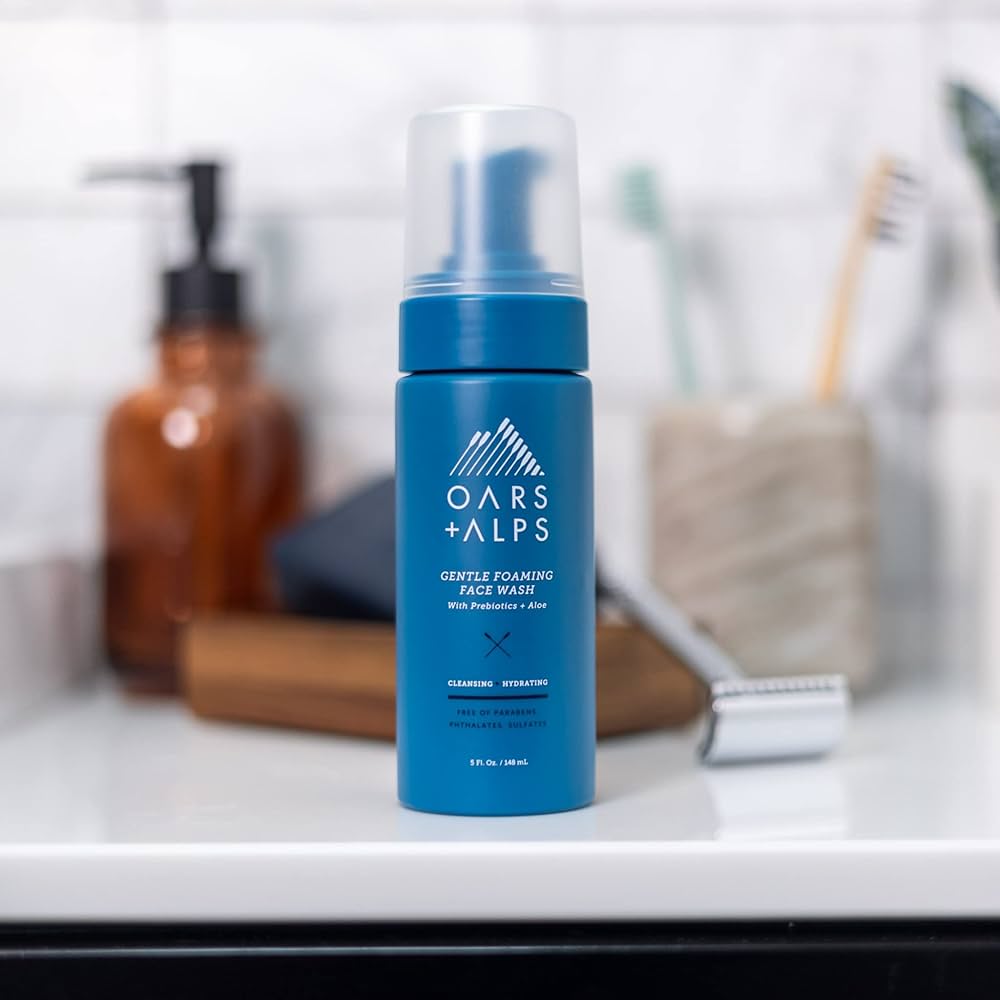 OARS
+ALPS
GENTLE FOAMING
FACE WASH
With Prebiotics + Aloe
CLEANSING + HYDRATING
FREE OF PARABENS,
PHTHALATES, SULFATES
5 Fl. Oz. / 148 mL